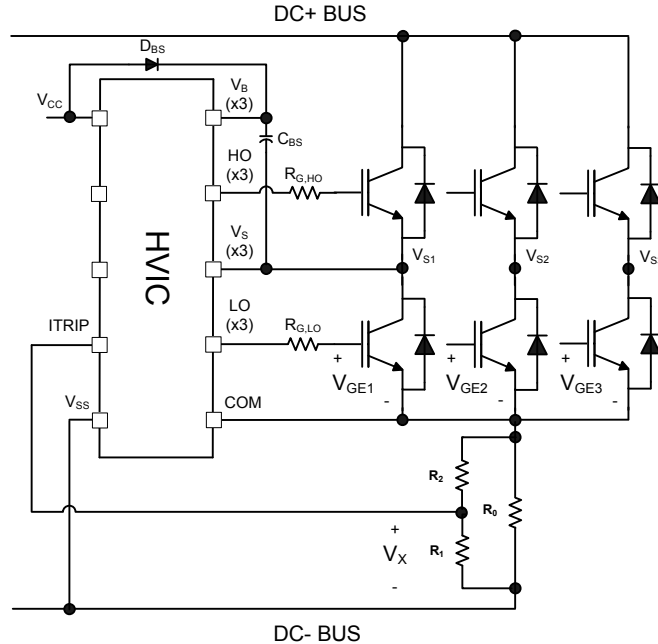 DC+ BUS
D_BS
V_CC
V_B
(x3)
C_BS
HO
(x3)
R_G,HO
V_S
(x3)
V_S1
V_S2
V_S
HVIC
ITRIP
LO
(x3)
R_G,LO
+
V_GE1
-
+
V_GE2
-
+
V_GE3
-
V_SS
COM
R_2
R_0
+
V_X
-
R_1
DC- BUS